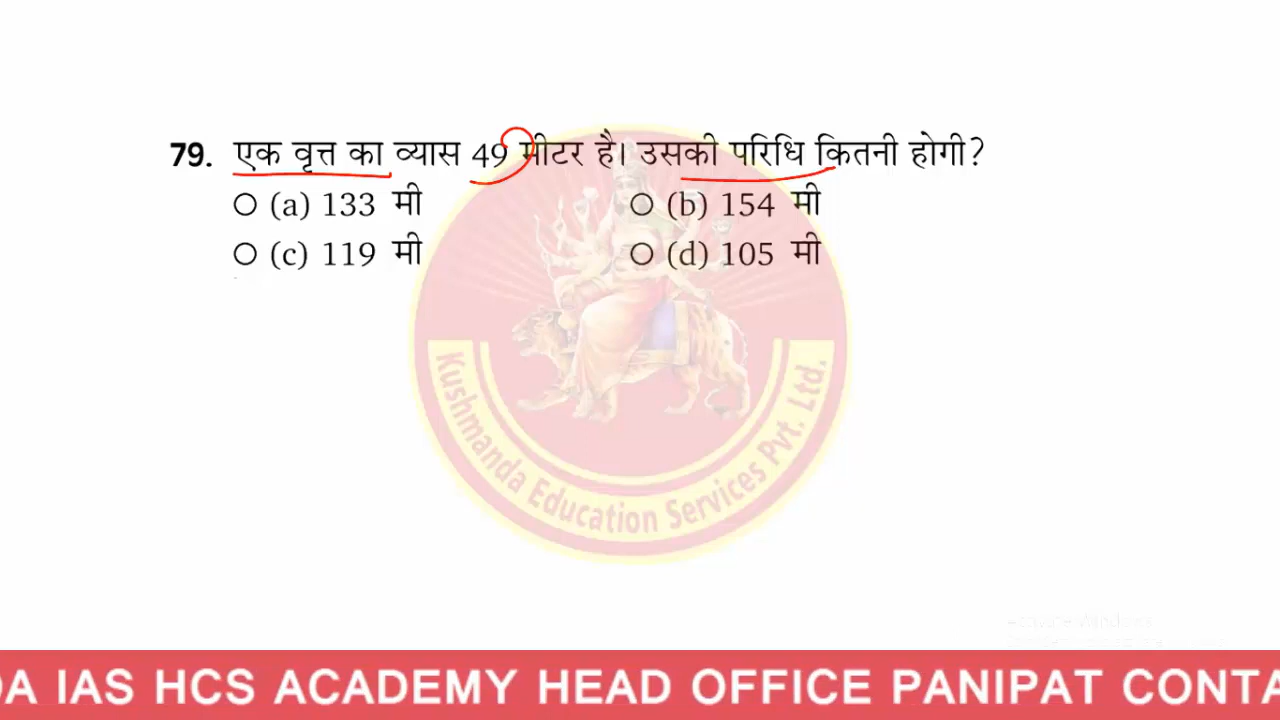 79. एक वृत्त का व्यास 49 मीटर है। उसकी परिधि कितनी होगी?
(a) 133 मी (b) 154 मी
(c) 119 मी (d) 105 मी
Kushmanda Education Services Pvt. Ltd.
DA IAS HCS ACADEMY HEAD OFFICE PANIPAT CONTA